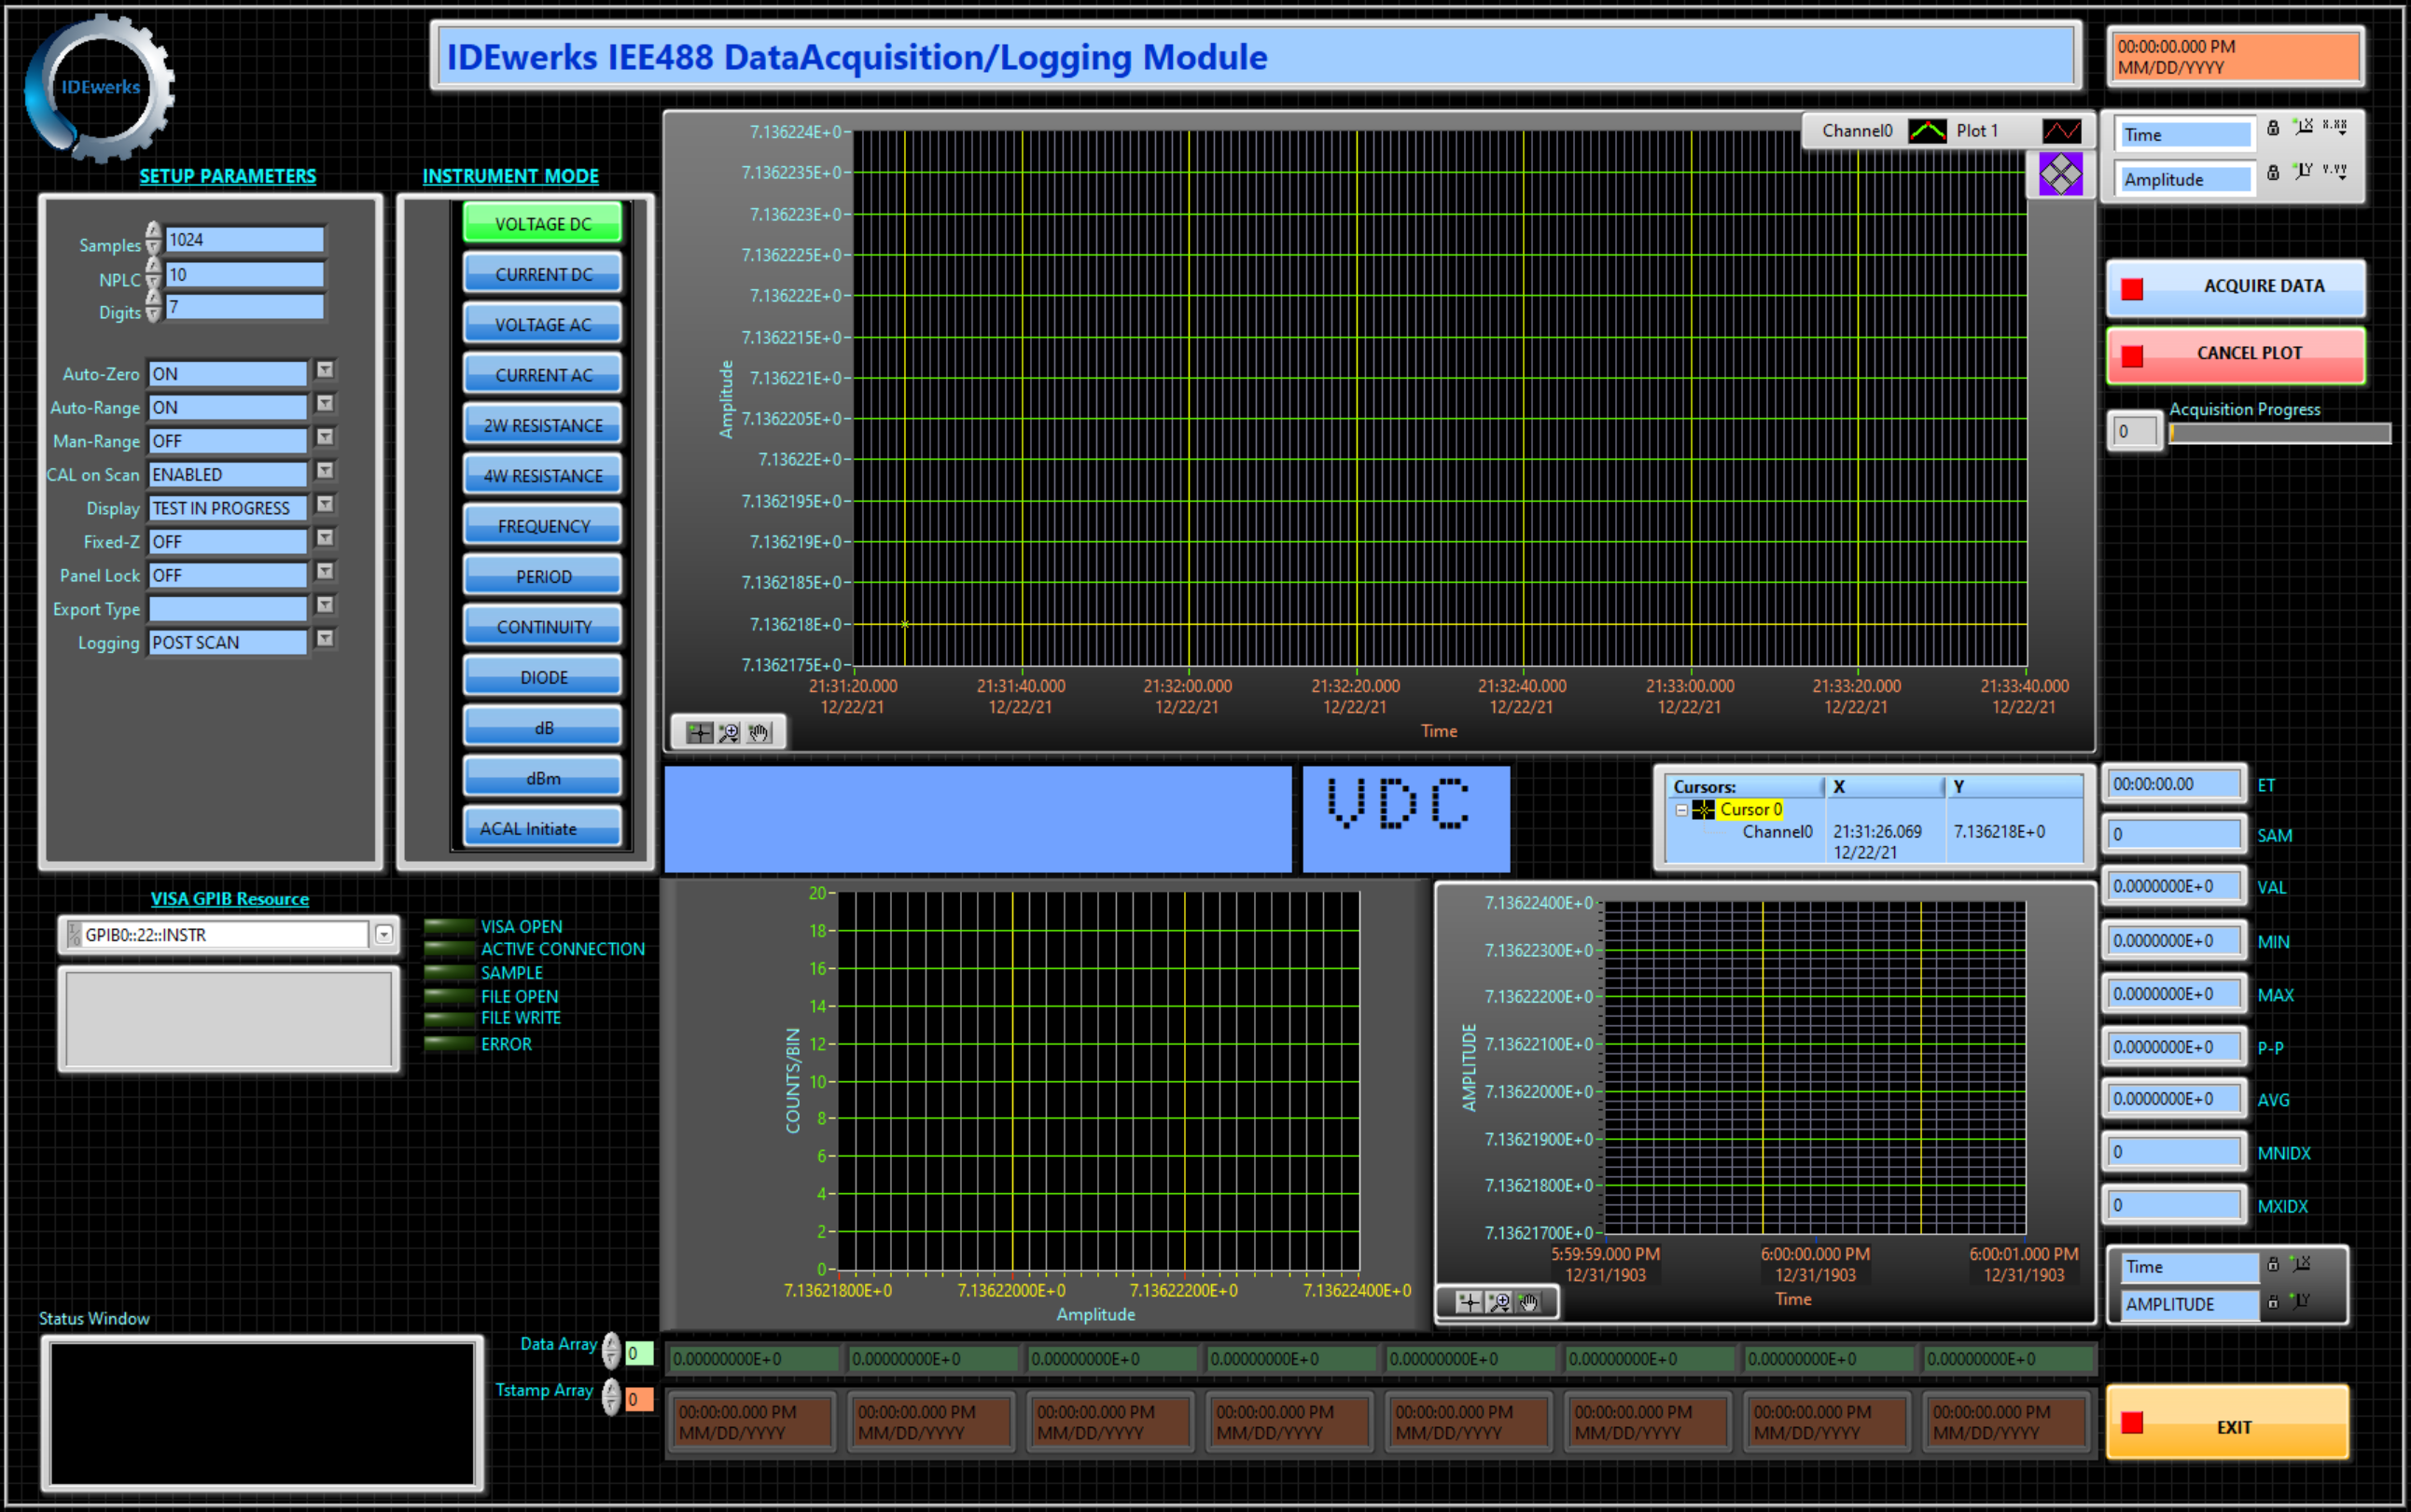 IDEwerks
IDEwerks IEE488 DataAcquisition/Logging Module
00:00:00.000 PM
MM/DD/YYYY
SETUP PARAMETERS
Samples 1024
NPLC 10
Digits 7
Auto-Zero ON
Auto-Range ON
Man-Range OFF
CAL on Scan ENABLED
Display TEST IN PROGRESS
Fixed-Z OFF
Panel Lock OFF
Export Type
Logging POST SCAN
INSTRUMENT MODE
VOLTAGE DC
CURRENT DC
VOLTAGE AC
CURRENT AC
2W RESISTANCE
4W RESISTANCE
FREQUENCY
PERIOD
CONTINUITY
DIODE
dB
dBm
ACAL Initiate
Channel0 Plot 1
Amplitude
7.136224E+0
7.1362235E+0
7.136223E+0
7.1362225E+0
7.136222E+0
7.1362215E+0
7.136221E+0
7.1362205E+0
7.13622E+0
7.1362195E+0
7.136219E+0
7.1362185E+0
7.136218E+0
7.1362175E+0
21:31:20.000 21:31:40.000 21:32:00.000 21:32:20.000 21:32:40.000 21:33:00.000 21:33:20.000 21:33:40.000
12/22/21 12/22/21 12/22/21 12/22/21 12/22/21 12/22/21 12/22/21 12/22/21
Time
Time X X.XX
Amplitude Y Y.YY
ACQUIRE DATA
CANCEL PLOT
Acquisition Progress
0
VDC
Cursors: X Y
Cursor 0
Channel0 21:31:26.069 7.136218E+0
12/22/21
00:00:00.00 ET
0 SAM
0.0000000E+0 VAL
0.0000000E+0 MIN
0.0000000E+0 MAX
0.0000000E+0 P-P
0.0000000E+0 AVG
0 MNIDX
0 MXIDX
VISA GPIB Resource
I/0 GPIB0::22::INSTR
VISA OPEN
ACTIVE CONNECTION
SAMPLE
FILE OPEN
FILE WRITE
ERROR
COUNTS/BIN
20
18
16
14
12
10
8
6
4
2
0
7.13621800E+0 7.13622000E+0 7.13622200E+0 7.13622400E+0
Amplitude
AMPLITUDE
7.13622400E+0
7.13622300E+0
7.13622200E+0
7.13622100E+0
7.13622000E+0
7.13621900E+0
7.13621800E+0
7.13621700E+0
5:59:59.000 PM 6:00:00.000 PM 6:00:01.000 PM
12/31/1903 12/31/1903 12/31/1903
Time
Time X
AMPLITUDE Y
Status Window
Data Array 0 0.00000000E+0 0.00000000E+0 0.00000000E+0 0.00000000E+0 0.00000000E+0 0.00000000E+0 0.00000000E+0 0.00000000E+0
Tstamp Array 0
00:00:00.000 PM 00:00:00.000 PM 00:00:00.000 PM 00:00:00.000 PM 00:00:00.000 PM 00:00:00.000 PM 00:00:00.000 PM 00:00:00.000 PM
MM/DD/YYYY MM/DD/YYYY MM/DD/YYYY MM/DD/YYYY MM/DD/YYYY MM/DD/YYYY MM/DD/YYYY MM/DD/YYYY
EXIT